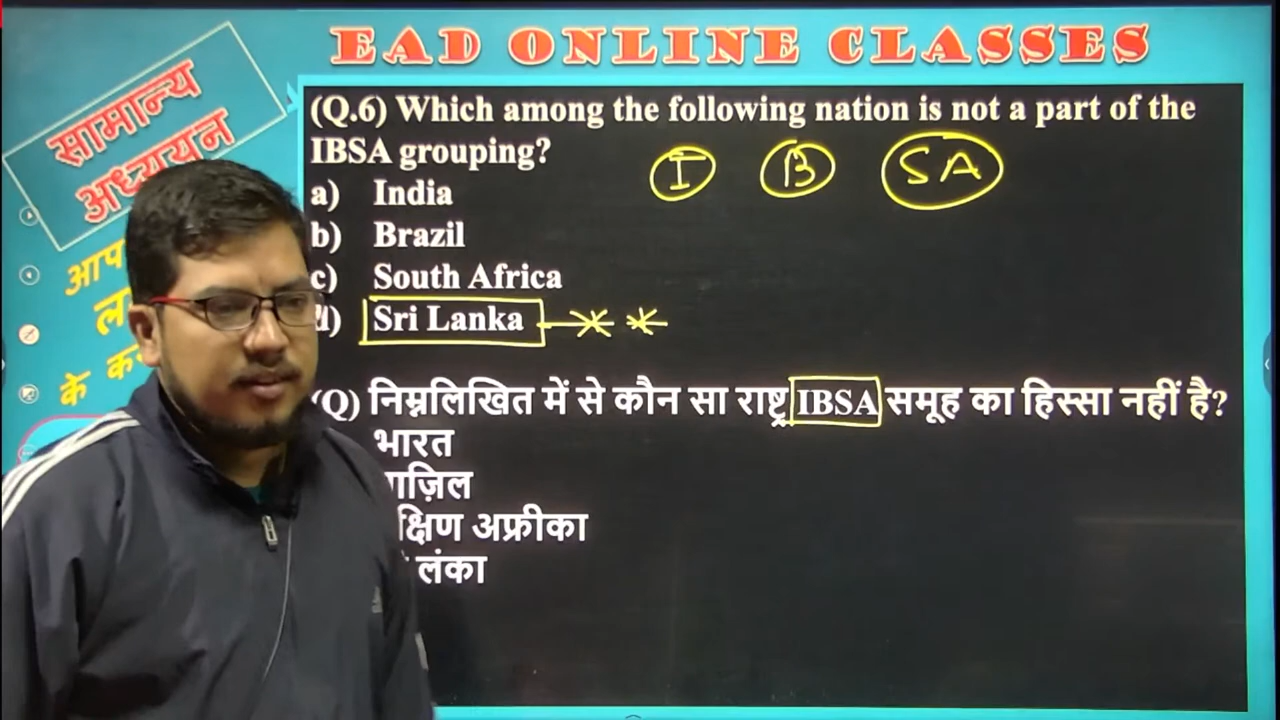 EAD ONLINE CLASSES
सामान्य
अध्ययन
आप
के
(Q.6) Which among the following nation is not a part of the
IBSA grouping?
I B SA
a) India
b) Brazil
c) South Africa
d) Sri Lanka
(Q) निम्नलिखित में से कौन सा राष्ट्र IBSA समूह का हिस्सा नहीं है?
भारत
अफ्रीका
लंका